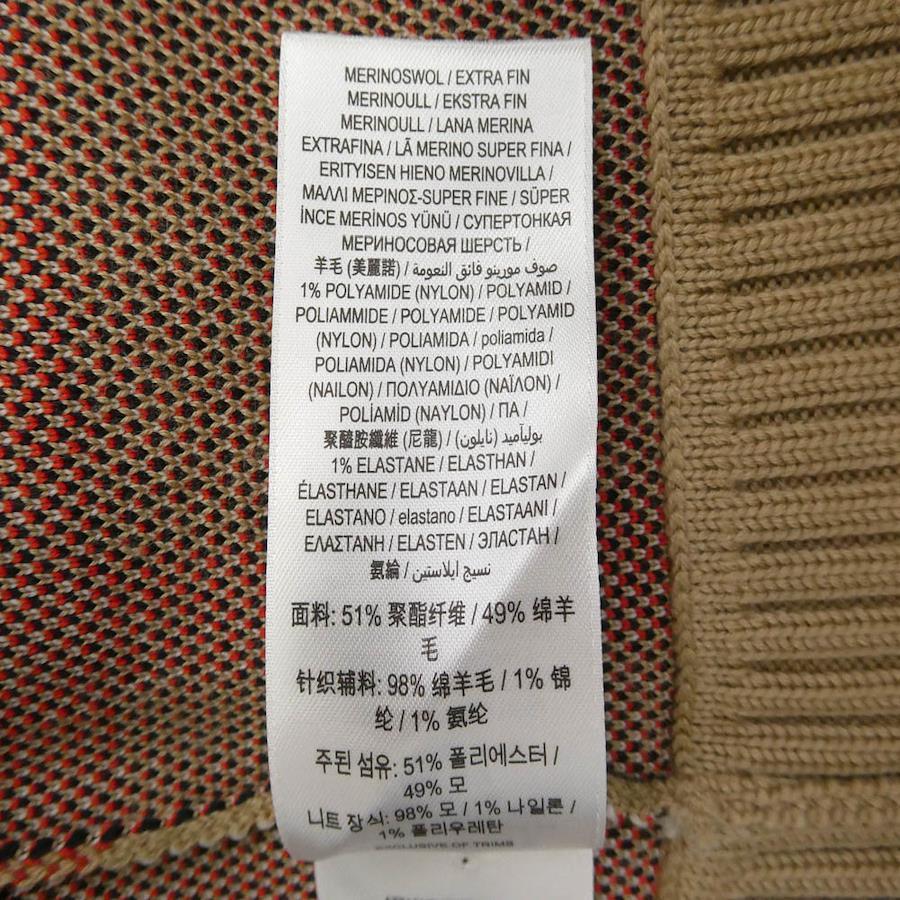 MERINOSWOL / EXTRA FIN
MERINOULL / EKSTRA FIN
MERINOULL / LANA MERINA
EXTRAFINA / LÃ MERINO SUPER FINA /
ERITYISEN HIENO MERINOVILLA /
ΜΑΛΛΙ ΜΕΡΙΝΟΣ-SUPER FINE / SÜPER
İNCE MERİNOS YÜNÜ / СУПЕРТОНКАЯ
МЕРИНОСОВАЯ ШЕРСТЬ /
羊毛 (美麗諾) / صوف مورينو فائق النعومة
1% POLYAMIDE (NYLON) / POLYAMID /
POLIAMMIDE / POLYAMIDE / POLYAMID
(NYLON) / POLIAMIDA / poliamida /
POLIAMIDA (NYLON) / POLYAMIDI
(NAILON) / ΠΟΛΥΑΜΙΔΙΟ (ΝΑΪΛΟΝ) /
POLİAMİD (NAYLON) / ПА /
聚醯胺纖維 (尼龍) / بوليآميد (نايلون)
1% ELASTANE / ELASTHAN /
ÉLASTHANE / ELASTAAN / ELASTAN /
ELASTANO / elastano / ELASTAANI /
ΕΛΑΣΤΑΝΗ / ELASTEN / ЭЛАСТАН /
氨綸 / نسيج ايلاستين
面料: 51% 聚酯纤维 / 49% 绵羊
毛
针织辅料: 98% 绵羊毛 / 1% 锦
纶 / 1% 氨纶
주된 섬유: 51% 폴리에스터 /
49% 모
니트 장식: 98% 모 / 1% 나일론 /
1% 폴리우레탄
EXCLUSIVE OF TRIMS